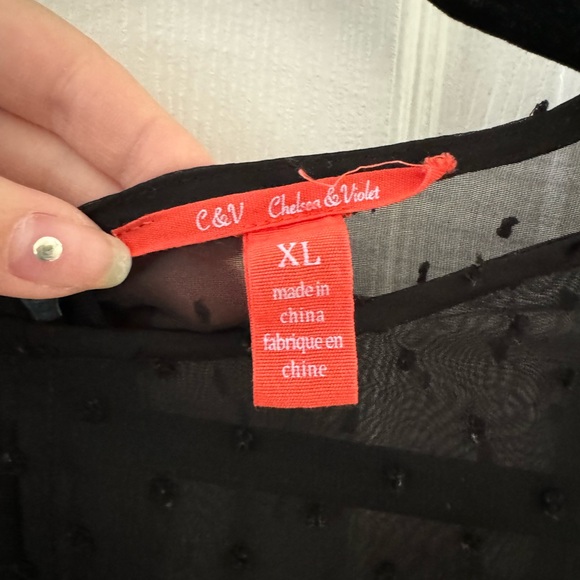 C&V Chelsea & Violet
XL
made in
china
fabrique en
chine